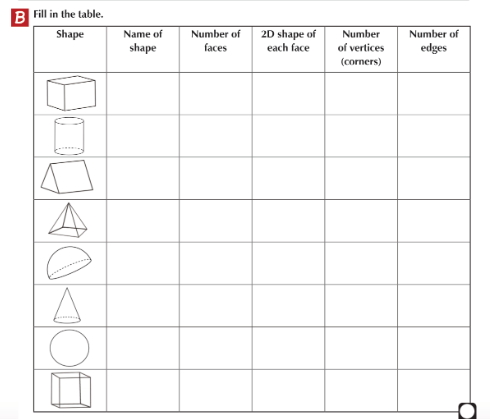 B Fill in the table.
Shape Name of shape Number of faces 2D shape of each face Number of vertices (corners) Number of edges